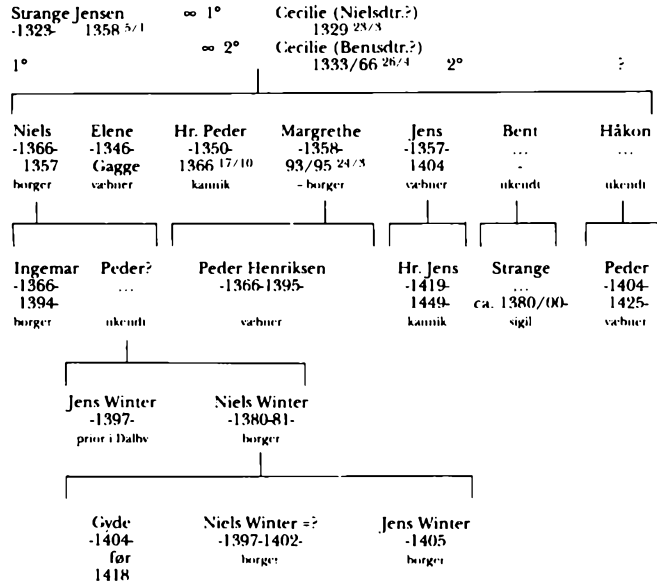 Strange Jensen ∞ 1° Cecilie (Nielsdtr.?)
-1323- 1358 5/1 1329 23/3
∞ 2° Cecilie (Bentsdtr.?)
1° 1333/66 26/4 2° ?
Niels Elene Hr. Peder Margrethe Jens Bent Håkon
-1366- -1346- -1350- -1358- -1357- ... ...
1357 Gagge 1366 17/10 93/95 24/3 1404 -
borger væbner kannik - borger væbner ukendt ukendt
Ingemar Peder? Peder Henriksen Hr. Jens Strange Peder
-1366- ... -1366-1395- -1419- ... -1404-
1394- 1449- ca. 1380/00- 1425-
borger ukendt væbner kannik sigil væbner
Jens Winter Niels Winter
-1397- -1380-81-
prior i Dalby borger
Gyde Niels Winter =? Jens Winter
-1404- -1397-1402- -1405
før borger borger
1418